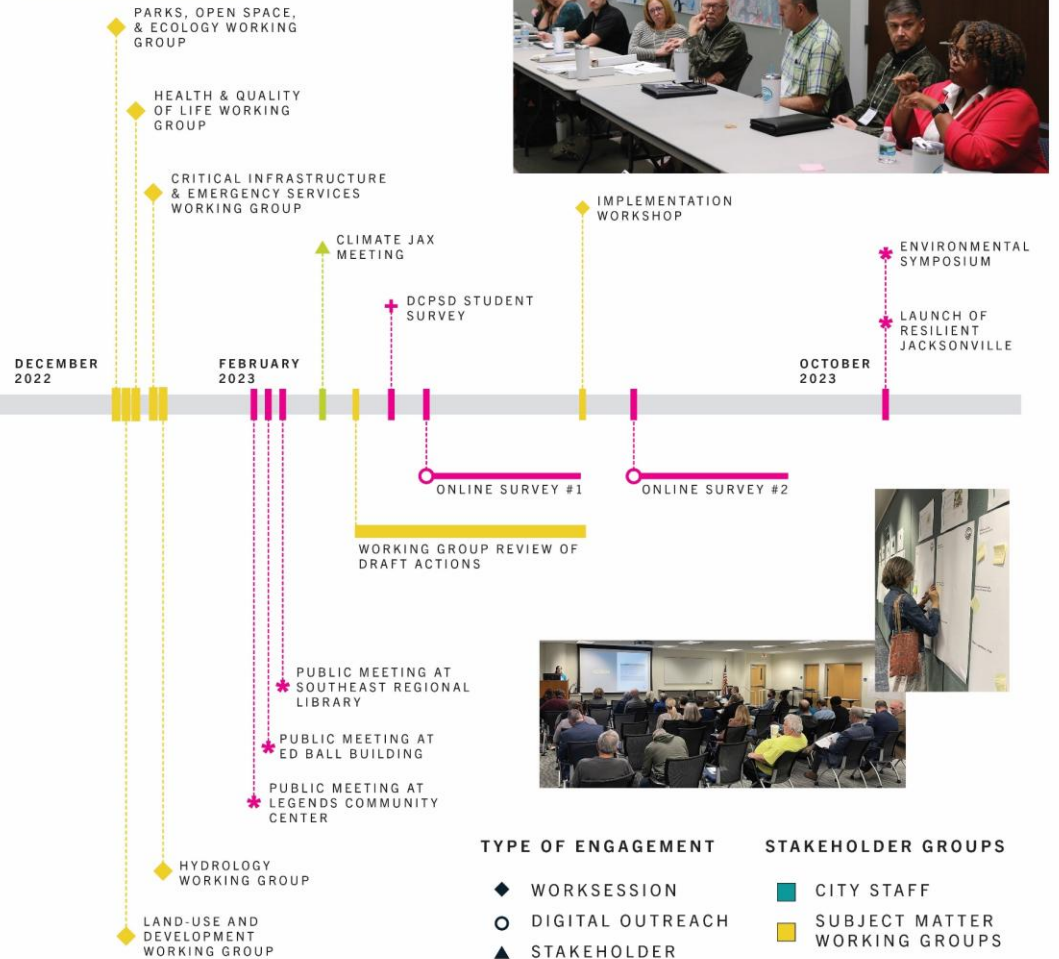 PARKS, OPEN SPACE,
& ECOLOGY WORKING
GROUP
HEALTH & QUALITY
OF LIFE WORKING
GROUP
CRITICAL INFRASTRUCTURE
& EMERGENCY SERVICES
WORKING GROUP
IMPLEMENTATION
WORKSHOP
CLIMATE JAX
MEETING
ENVIRONMENTAL
SYMPOSIUM
DCPSD STUDENT
SURVEY
LAUNCH OF
RESILIENT
JACKSONVILLE
DECEMBER
2022
FEBRUARY
2023
OCTOBER
2023
ONLINE SURVEY #1
ONLINE SURVEY #2
WORKING GROUP REVIEW OF
DRAFT ACTIONS
PUBLIC MEETING AT
SOUTHEAST REGIONAL
LIBRARY
PUBLIC MEETING AT
ED BALL BUILDING
PUBLIC MEETING AT
LEGENDS COMMUNITY
CENTER
HYDROLOGY
WORKING GROUP
LAND-USE AND
DEVELOPMENT
WORKING GROUP
TYPE OF ENGAGEMENT
WORKSESSION
DIGITAL OUTREACH
STAKEHOLDER
STAKEHOLDER GROUPS
CITY STAFF
SUBJECT MATTER
WORKING GROUPS